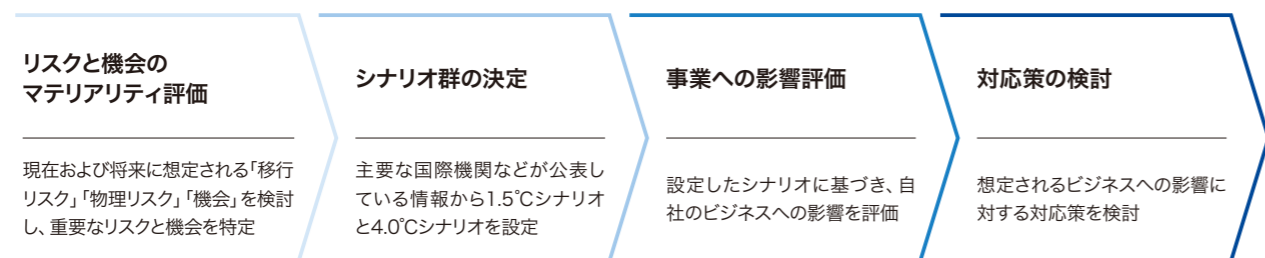 リスクと機会の
マテリアリティ評価
現在および将来に想定される「移行
リスク」「物理リスク」「機会」を検討
し、重要なリスクと機会を特定
シナリオ群の決定
主要な国際機関などが公表し
ている情報から1.5℃シナリオ
と4.0℃シナリオを設定
事業への影響評価
設定したシナリオに基づき、自
社のビジネスへの影響を評価
対応策の検討
想定されるビジネスへの影響に
対する対応策を検討